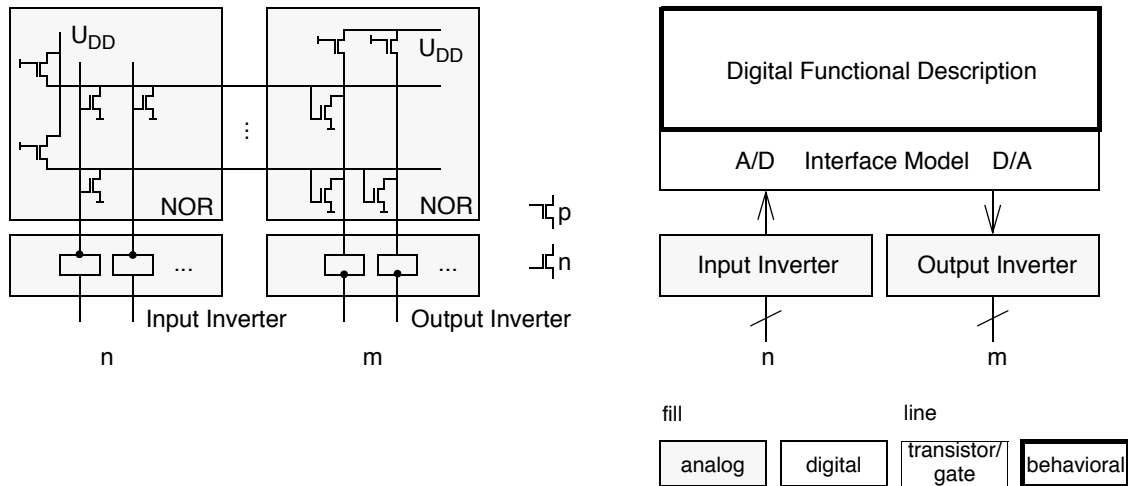 U_DD
U_DD
⋮
NOR
NOR
p
n
...
...
Input Inverter
Output Inverter
n
m
Digital Functional Description
A/D Interface Model D/A
Input Inverter
Output Inverter
n
m
fill
line
analog
digital
transistor/
gate
behavioral